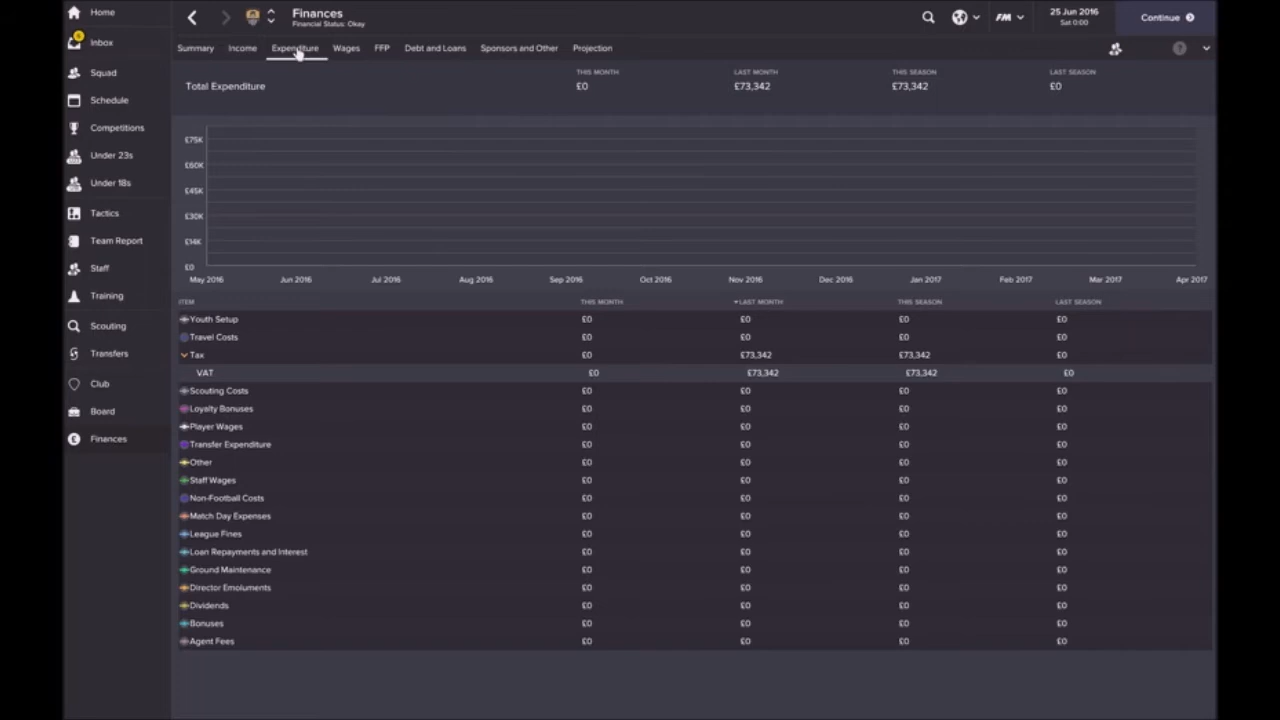 Home
Inbox
Squad
Schedule
Competitions
Under 23s
Under 18s
Tactics
Team Report
Staff
Training
Scouting
Transfers
Club
Board
Finances
Finances
Financial Status: Okay
FM
25 Jun 2016
Sat 0:00
Continue
Summary Income Expenditure Wages FFP Debt and Loans Sponsors and Other Projection
THIS MONTH LAST MONTH THIS SEASON LAST SEASON
Total Expenditure £0 £73,342 £73,342 £0
£75K
£60K
£45K
£30K
£14K
£0
May 2016 Jun 2016 Jul 2016 Aug 2016 Sep 2016 Oct 2016 Nov 2016 Dec 2016 Jan 2017 Feb 2017 Mar 2017 Apr 2017
ITEM THIS MONTH LAST MONTH THIS SEASON LAST SEASON
Youth Setup £0 £0 £0 £0
Travel Costs £0 £0 £0 £0
Tax £0 £73,342 £73,342 £0
VAT £0 £73,342 £73,342 £0
Scouting Costs £0 £0 £0 £0
Loyalty Bonuses £0 £0 £0 £0
Player Wages £0 £0 £0 £0
Transfer Expenditure £0 £0 £0 £0
Other £0 £0 £0 £0
Staff Wages £0 £0 £0 £0
Non-Football Costs £0 £0 £0 £0
Match Day Expenses £0 £0 £0 £0
League Fines £0 £0 £0 £0
Loan Repayments and Interest £0 £0 £0 £0
Ground Maintenance £0 £0 £0 £0
Director Emoluments £0 £0 £0 £0
Dividends £0 £0 £0 £0
Bonuses £0 £0 £0 £0
Agent Fees £0 £0 £0 £0